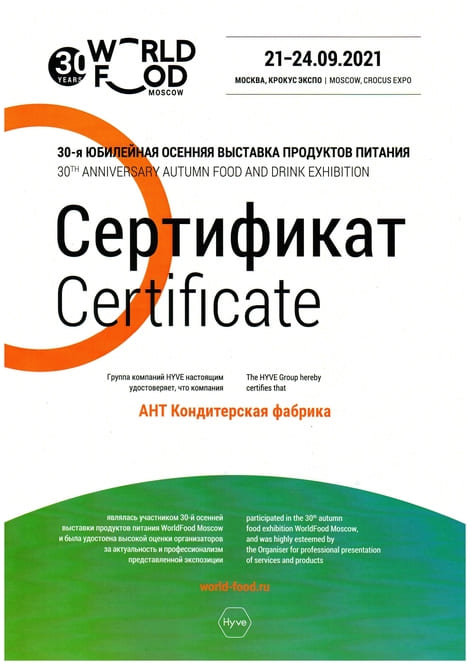 30 YEARS
WORLD
FOOD
MOSCOW
21–24.09.2021
МОСКВА, КРОКУС ЭКСПО | MOSCOW, CROCUS EXPO
30-я ЮБИЛЕЙНАЯ ОСЕННЯЯ ВЫСТАВКА ПРОДУКТОВ ПИТАНИЯ
30TH ANNIVERSARY AUTUMN FOOD AND DRINK EXHIBITION
Сертификат
Certificate
Группа компаний HYVE настоящим
удостоверяет, что компания
The HYVE Group hereby
certifies that
АНТ Кондитерская фабрика
являлась участником 30-й осенней
выставки продуктов питания WorldFood Moscow
и была удостоена высокой оценки организаторов
за актуальность и профессионализм
представленной экспозиции
participated in the 30th autumn
food exhibition WorldFood Moscow,
and was highly esteemed by
the Organiser for professional presentation
of services and products
world-food.ru
Hyve